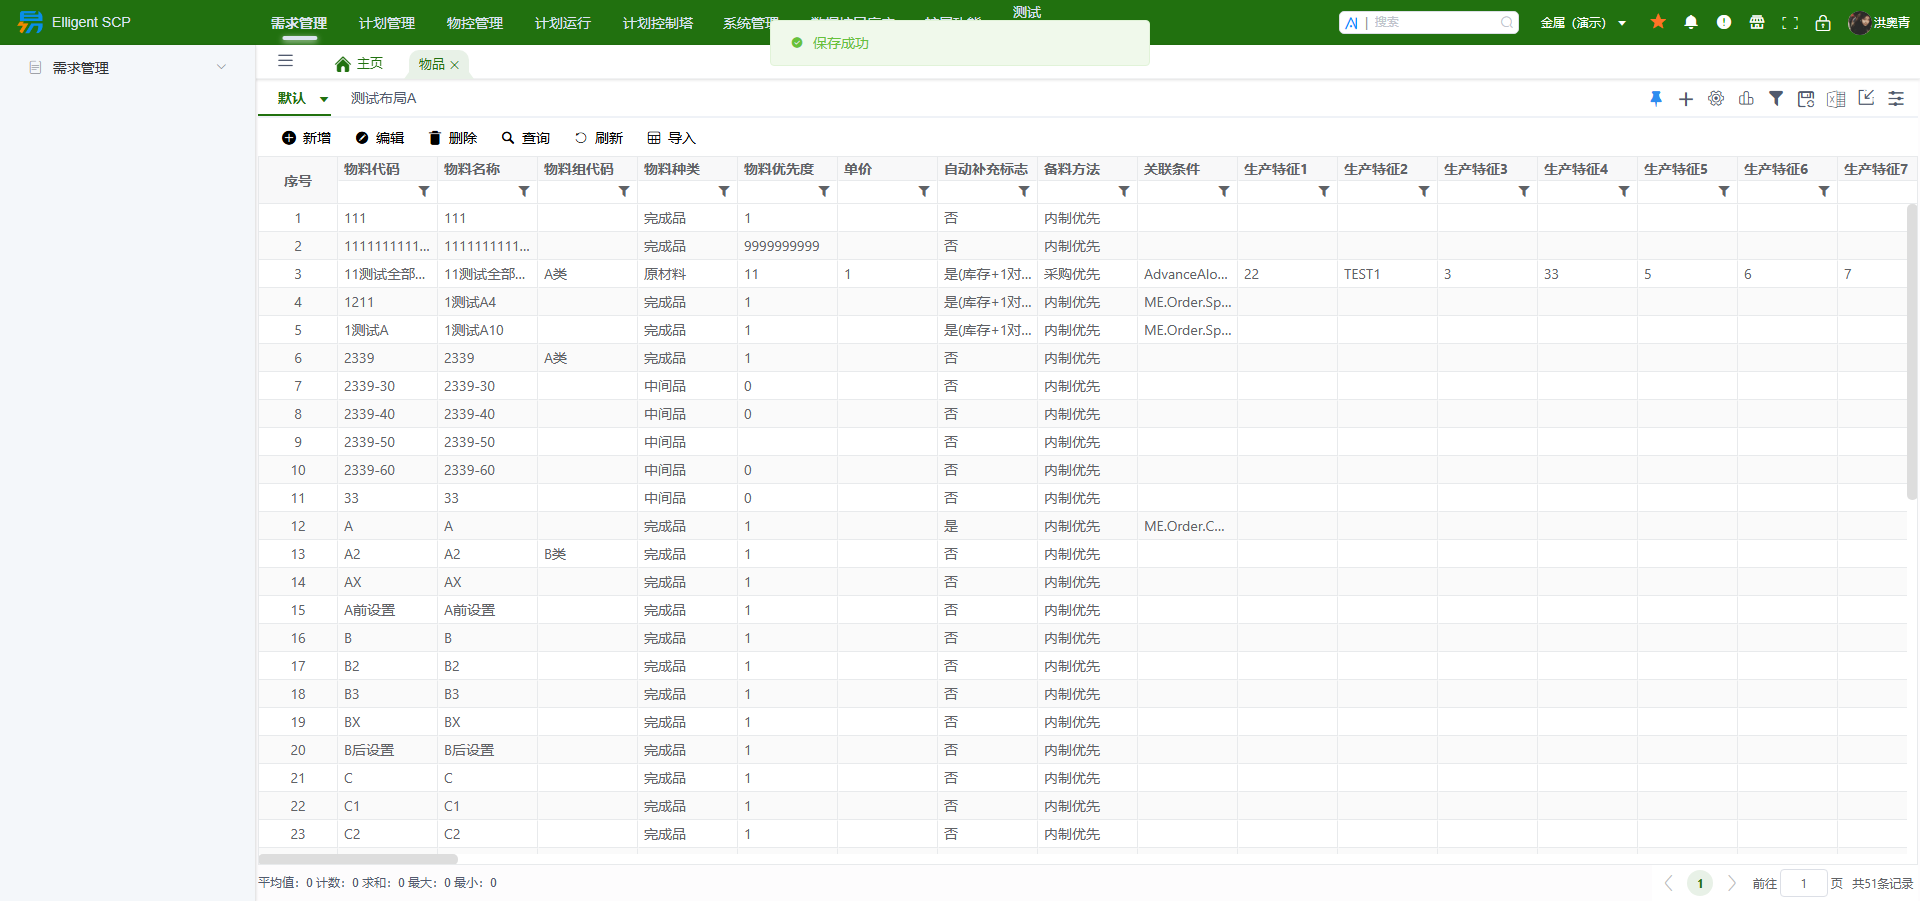 Elligent SCP
需求管理 计划管理 物控管理 计划运行 计划控制塔 系统管理 测试
AI | 搜索
金属（演示）
洪奥青
保存成功
需求管理
主页 物品
默认 测试布局A
新增 编辑 删除 查询 刷新 导入
序号 物料代码 物料名称 物料组代码 物料种类 物料优先度 单价 自动补充标志 备料方法 关联条件 生产特征1 生产特征2 生产特征3 生产特征4 生产特征5 生产特征6 生产特征7
1 111 111 完成品 1 否 内制优先
2 1111111111... 1111111111... 完成品 9999999999 否 内制优先
3 11测试全部... 11测试全部... A类 原材料 11 1 是(库存+1对... 采购优先 AdvanceAlo... 22 TEST1 3 33 5 6 7
4 1211 1测试A4 完成品 1 是(库存+1对... 内制优先 ME.Order.Sp...
5 1测试A 1测试A10 完成品 1 是(库存+1对... 内制优先 ME.Order.Sp...
6 2339 2339 A类 完成品 1 否 内制优先
7 2339-30 2339-30 中间品 0 否 内制优先
8 2339-40 2339-40 中间品 0 否 内制优先
9 2339-50 2339-50 中间品 否 内制优先
10 2339-60 2339-60 中间品 0 否 内制优先
11 33 33 中间品 0 否 内制优先
12 A A 完成品 1 是 内制优先 ME.Order.C...
13 A2 A2 B类 完成品 1 否 内制优先
14 AX AX 完成品 1 否 内制优先
15 A前设置 A前设置 完成品 1 否 内制优先
16 B B 完成品 1 否 内制优先
17 B2 B2 完成品 1 否 内制优先
18 B3 B3 完成品 1 否 内制优先
19 BX BX 完成品 1 否 内制优先
20 B后设置 B后设置 完成品 1 否 内制优先
21 C C 完成品 1 否 内制优先
22 C1 C1 完成品 1 否 内制优先
23 C2 C2 完成品 1 否 内制优先
平均值：0 计数：0 求和：0 最大：0 最小：0
1 前往 1 页 共51条记录